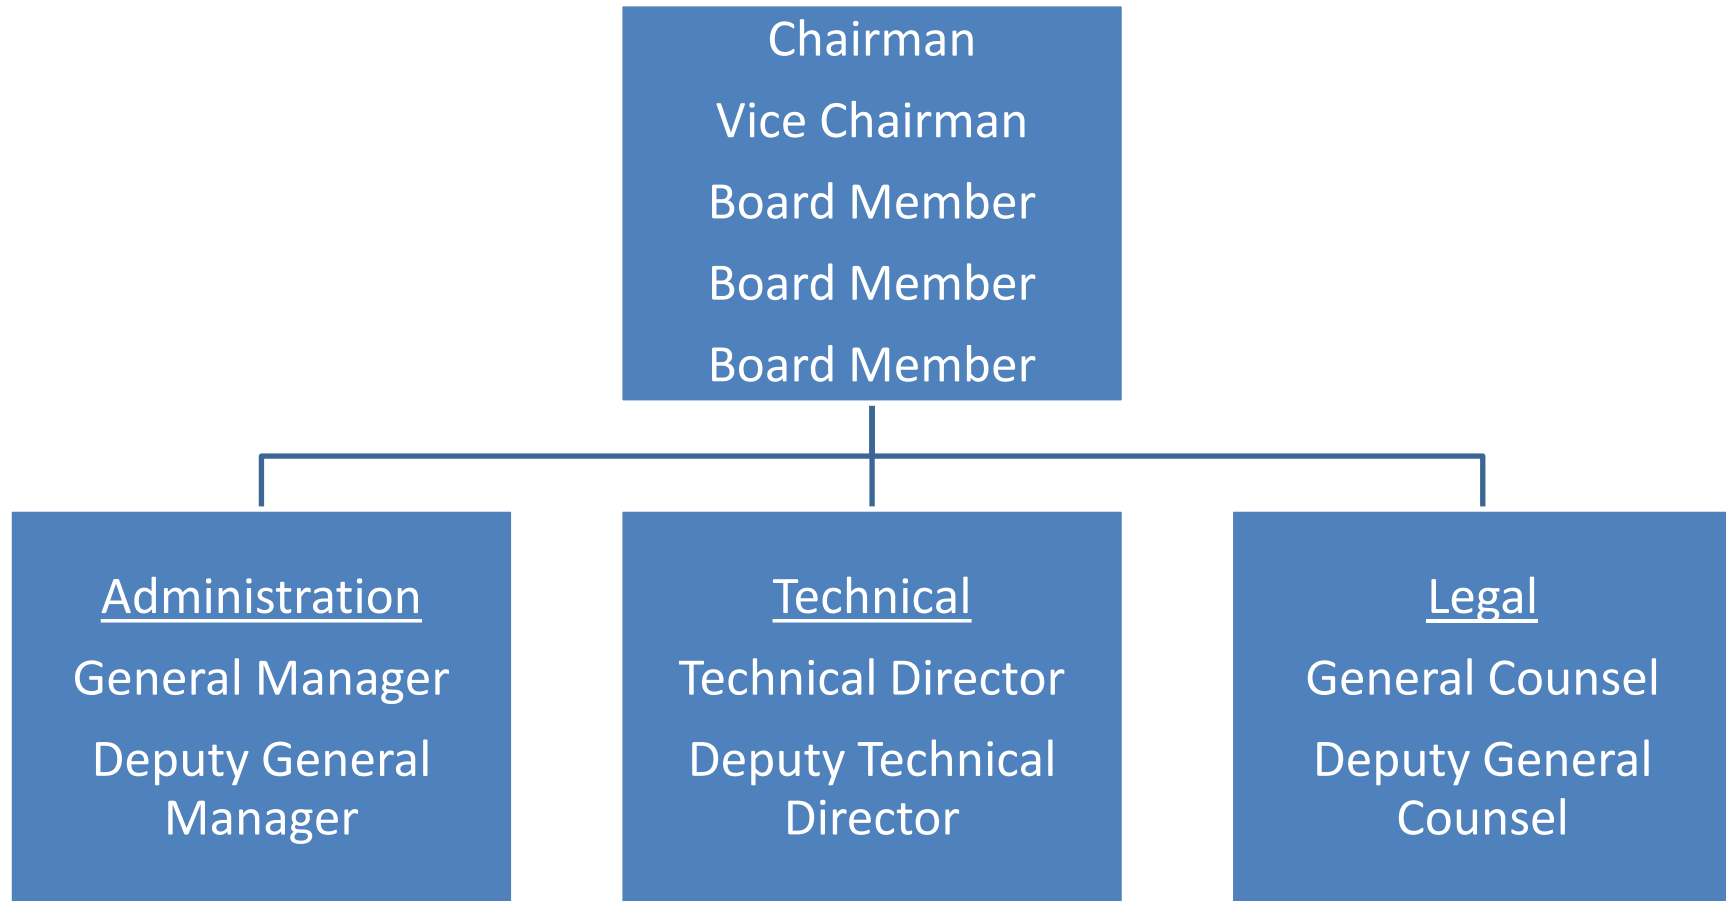 Chairman
Vice Chairman
Board Member
Board Member
Board Member
Administration
General Manager
Deputy General
Manager
Technical
Technical Director
Deputy Technical
Director
Legal
General Counsel
Deputy General
Counsel